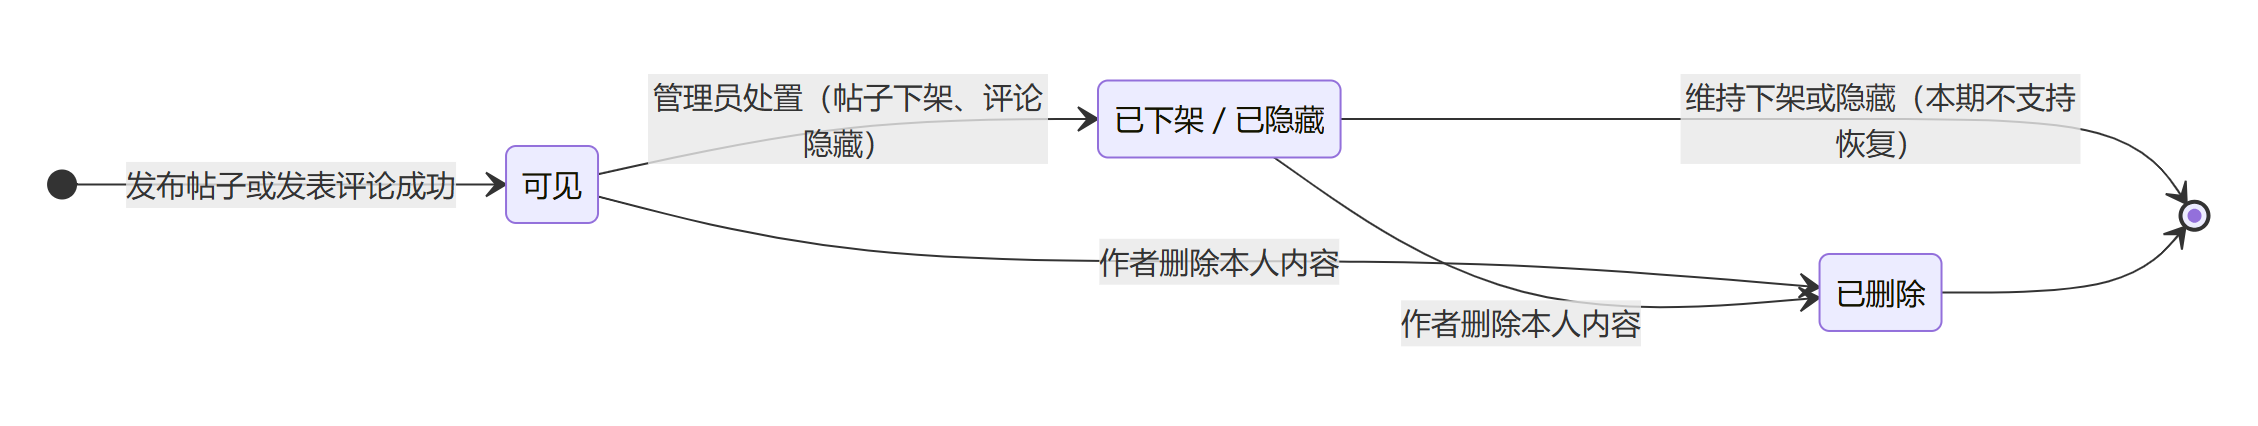 管理员处置（帖子下架、评论
隐藏）
已下架 / 已隐藏
维持下架或隐藏（本期不支持
恢复）
发布帖子或发表评论成功
可见
作者删除本人内容
已删除
作者删除本人内容